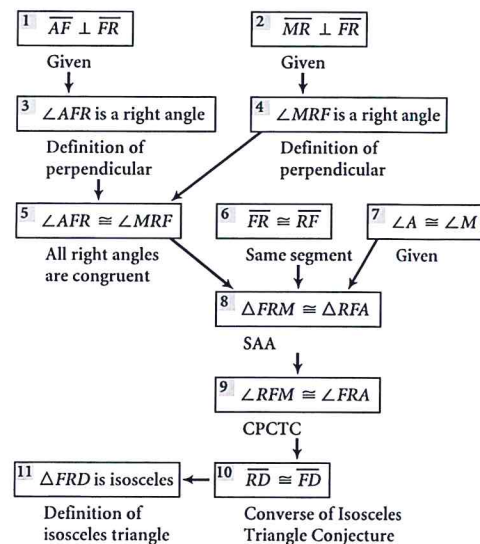 1 AF ⊥ FR
Given
2 MR ⊥ FR
Given
3 ∠AFR is a right angle
Definition of
perpendicular
4 ∠MRF is a right angle
Definition of
perpendicular
5 ∠AFR ≅ ∠MRF
All right angles
are congruent
6 FR ≅ RF
Same segment
7 ∠A ≅ ∠M
Given
8 △FRM ≅ △RFA
SAA
9 ∠RFM ≅ ∠FRA
CPCTC
10 RD ≅ FD
Converse of Isosceles
Triangle Conjecture
11 △FRD is isosceles
Definition of
isosceles triangle